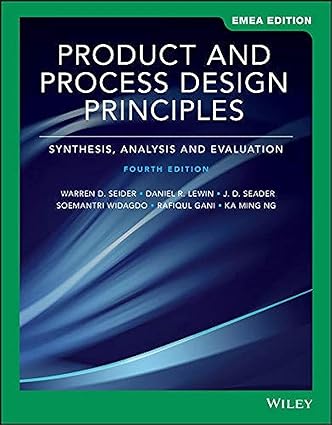 EMEA EDITION
PRODUCT AND
PROCESS DESIGN
PRINCIPLES
SYNTHESIS, ANALYSIS AND EVALUATION
FOURTH EDITION
WARREN D. SEIDER • DANIEL R. LEWIN • J. D. SEADER
SOEMANTRI WIDAGDO • RAFIQUL GANI • KA MING NG
WILEY